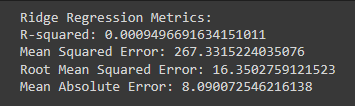 Ridge Regression Metrics:
R-squared: 0.0009496691634151011
Mean Squared Error: 267.3315224035076
Root Mean Squared Error: 16.3502759121523
Mean Absolute Error: 8.090072546216138